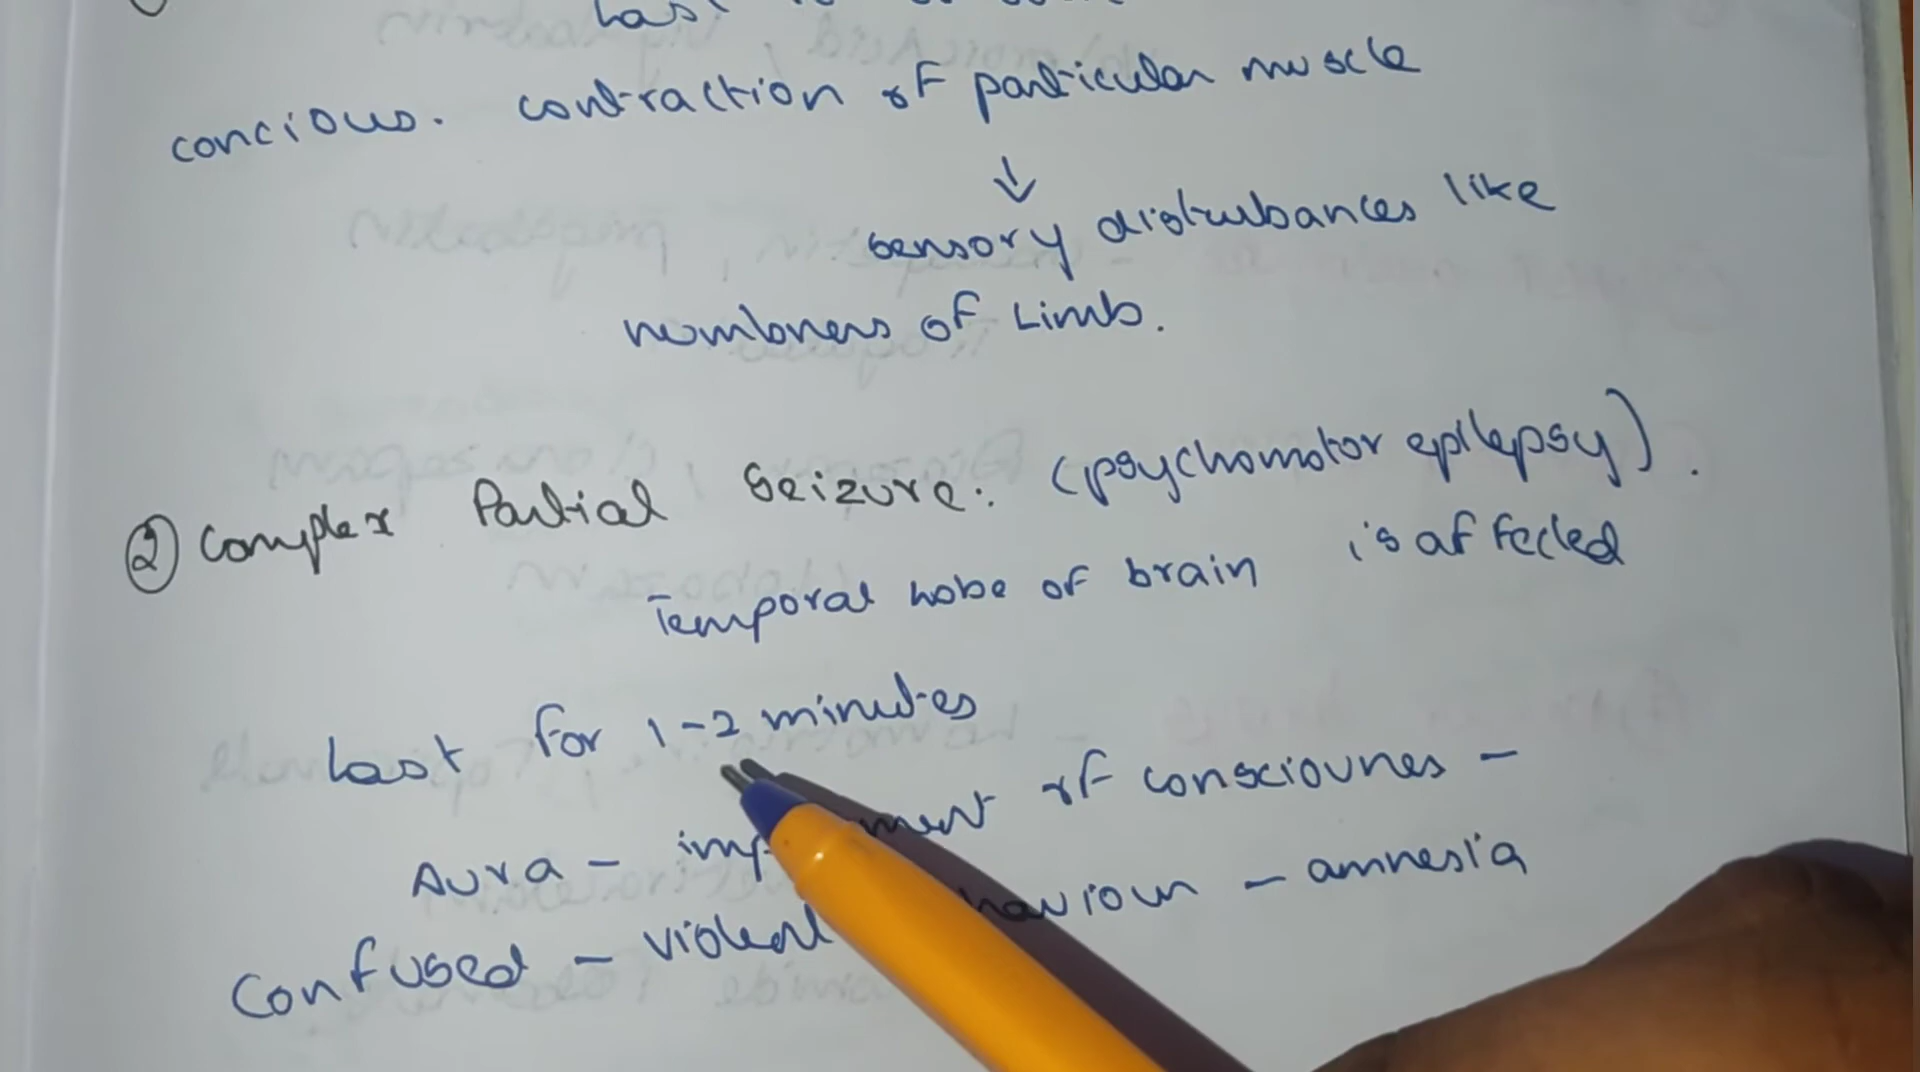 Last
concious. contraction of particular muscle
↓
sensory disturbances like
numbness of Limb.
② Complex Partial Seizure: (psychomotor epilepsy).
Temporal Lobe of brain is affected
Last for 1-2 minutes
Aura - of consciounes -
Confused - violent - amnesia